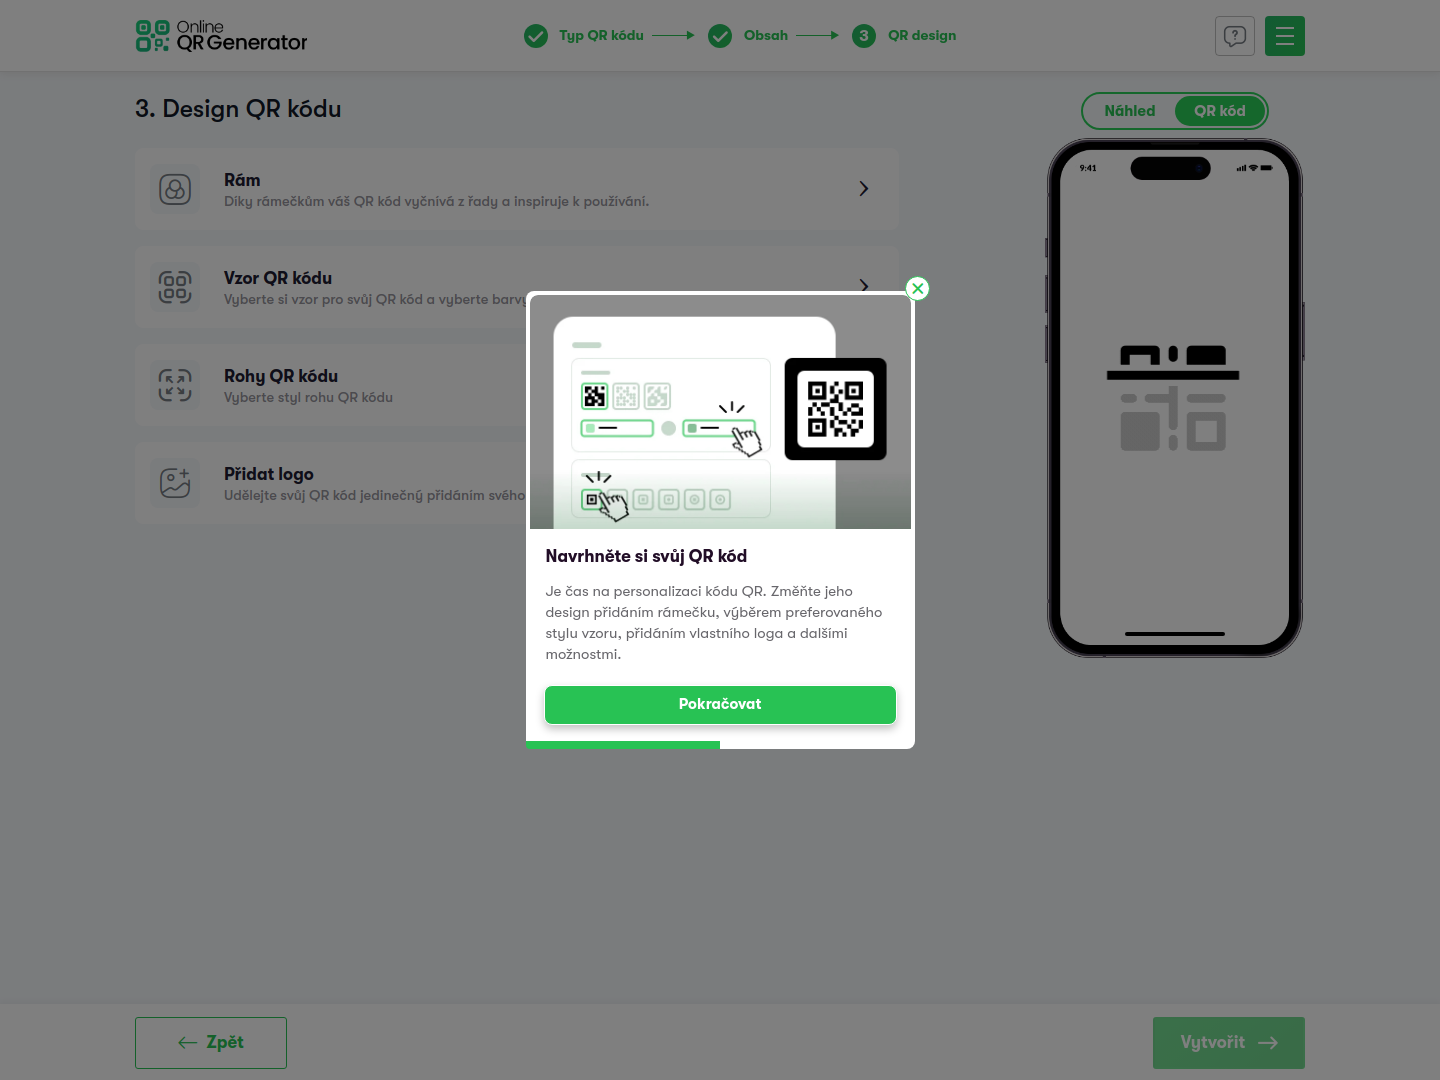 Online
QR Generator
Typ QR kódu
Obsah
3
QR design
3. Design QR kódu
Náhled
QR kód
9:41
Rám
Díky rámečkům váš QR kód vyčnívá z řady a inspiruje k používání.
Vzor QR kódu
Vyberte si vzor pro svůj QR kód a vyberte barvy
Rohy QR kódu
Vyberte styl rohu QR kódu
Přidat logo
Udělejte svůj QR kód jedinečný přidáním svého
Navrhněte si svůj QR kód
Je čas na personalizaci kódu QR. Změňte jeho
design přidáním rámečku, výběrem preferovaného
stylu vzoru, přidáním vlastního loga a dalšími
možnostmi.
Pokračovat
Zpět
Vytvořit